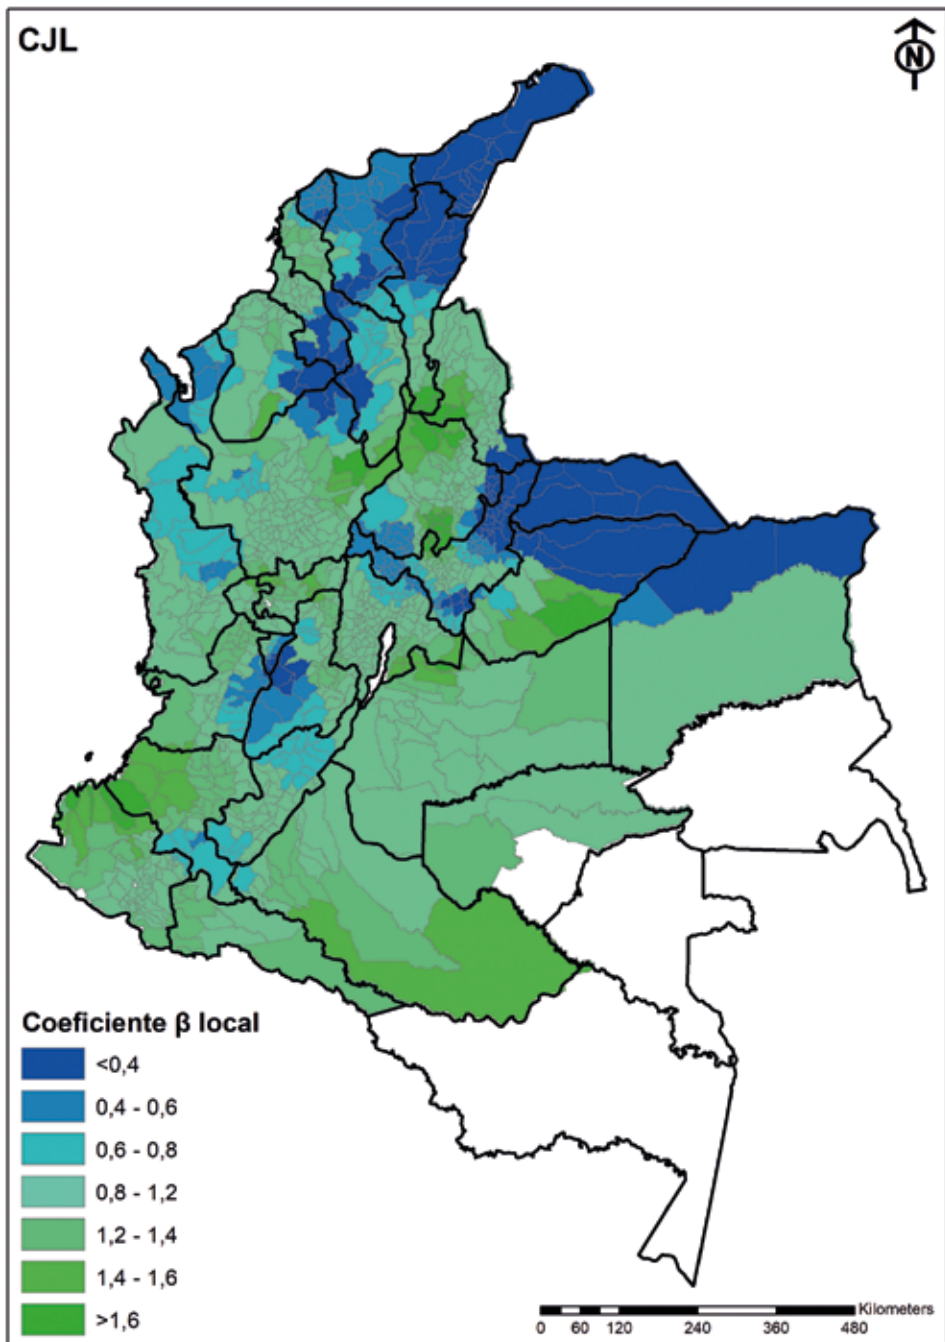 CJL
N
Coeficiente β local
<0,4
0,4 - 0,6
0,6 - 0,8
0,8 - 1,2
1,2 - 1,4
1,4 - 1,6
>1,6
Kilometers
0 60 120 240 360 480